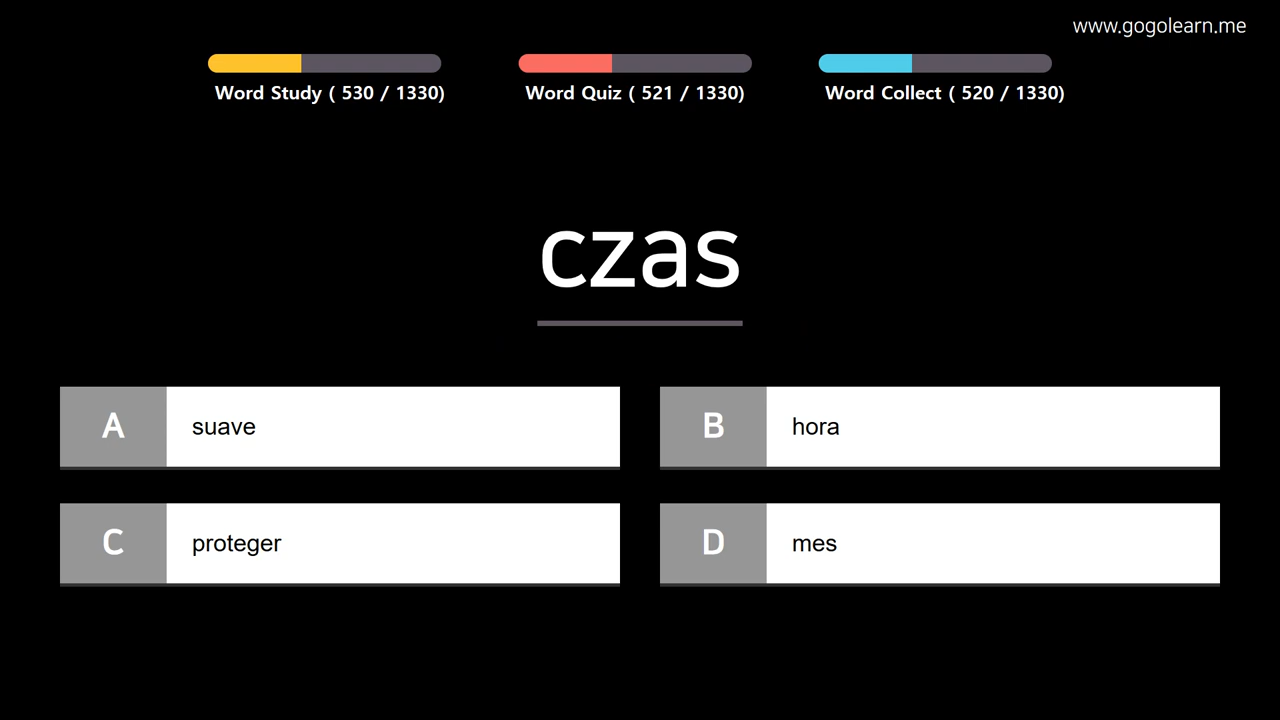 www.gogolearn.me
Word Study ( 530 / 1330)
Word Quiz ( 521 / 1330)
Word Collect ( 520 / 1330)
czas
A suave
B hora
C proteger
D mes